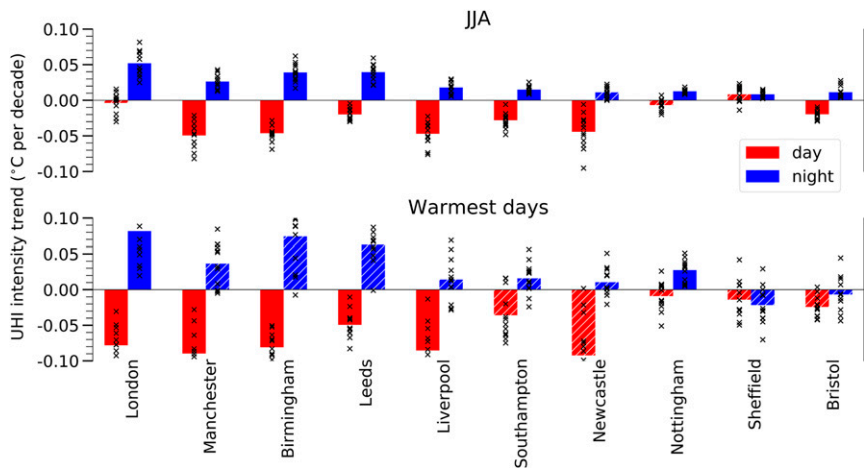 JJA
UHI intensity trend (°C per decade)
0.10
0.05
0.00
-0.05
-0.10
day
night
Warmest days
0.10
0.05
0.00
-0.05
-0.10
London
Manchester
Birmingham
Leeds
Liverpool
Southampton
Newcastle
Nottingham
Sheffield
Bristol